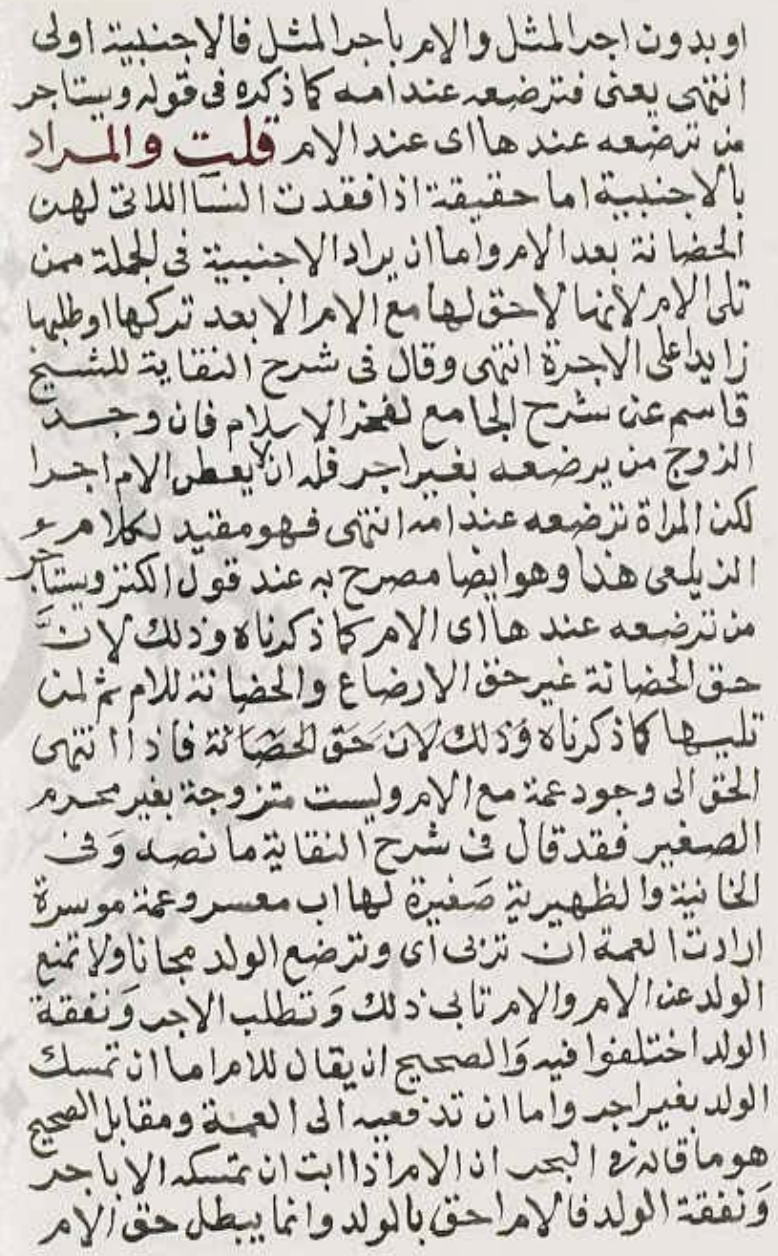 او بدون اجر المثل والام باجر المثل فالاجنبية اولى
انتهى يعنى فترضعه عند امه كما ذكره فى قوله ويستاجر
من ترضعه عندها اى عند الام قلت والمراد
بالاجنبية اما حقيقة اذا فقدت النسا اللاتى لهن
الحضانة بعد الام واما ان يراد الاجنبية فى الجملة ممن
تلى الام لانها لا حق لها مع الام الا بعد تركها او طلبها
زايدا على الاجرة انتهى وقال فى شرح النقاية للشيخ
قاسم عن شرح الجامع لفخر الاسلام فان وجد
الزوج من يرضعه بغير اجر فله ان لا يعطى الام اجرا
لكن المراة ترضعه عند امه انتهى فهو مقيد لكلام
الزيلعى هذا وهو ايضا مصرح به عند قول الكنز ويستاجر
من ترضعه عندها اى الام كما ذكرناه وذلك لان
حق الحضانة غير حق الارضاع والحضانة للام ثم لمن
تليها كما ذكرناه وذلك لان حق الحضانة فاذا انتهى
الحق الى وجود عمة مع الام وليست متزوجة بغير محرم
الصغير فقد قال فى شرح النقاية ما نصه وفى
الخانية والظهيرية صغيرة لها اب معسر وعمة موسرة
ارادت العمة ان تربى اى وترضع الولد مجانا ولا تمنع
الولد عن الام والام تابى ذلك وتطلب الاجر ونفقة
الولد اختلفوا فيه والصحيح ان يقال للام اما ان تمسك
الولد بغير اجر واما ان تدفعيه الى العمة ومقابل الصحيح
هو ما قاله فى البحر ان الام اذا ابت ان تمسكه الا باجر
ونفقة الولد فالام احق بالولد وانما يبطل حق الام